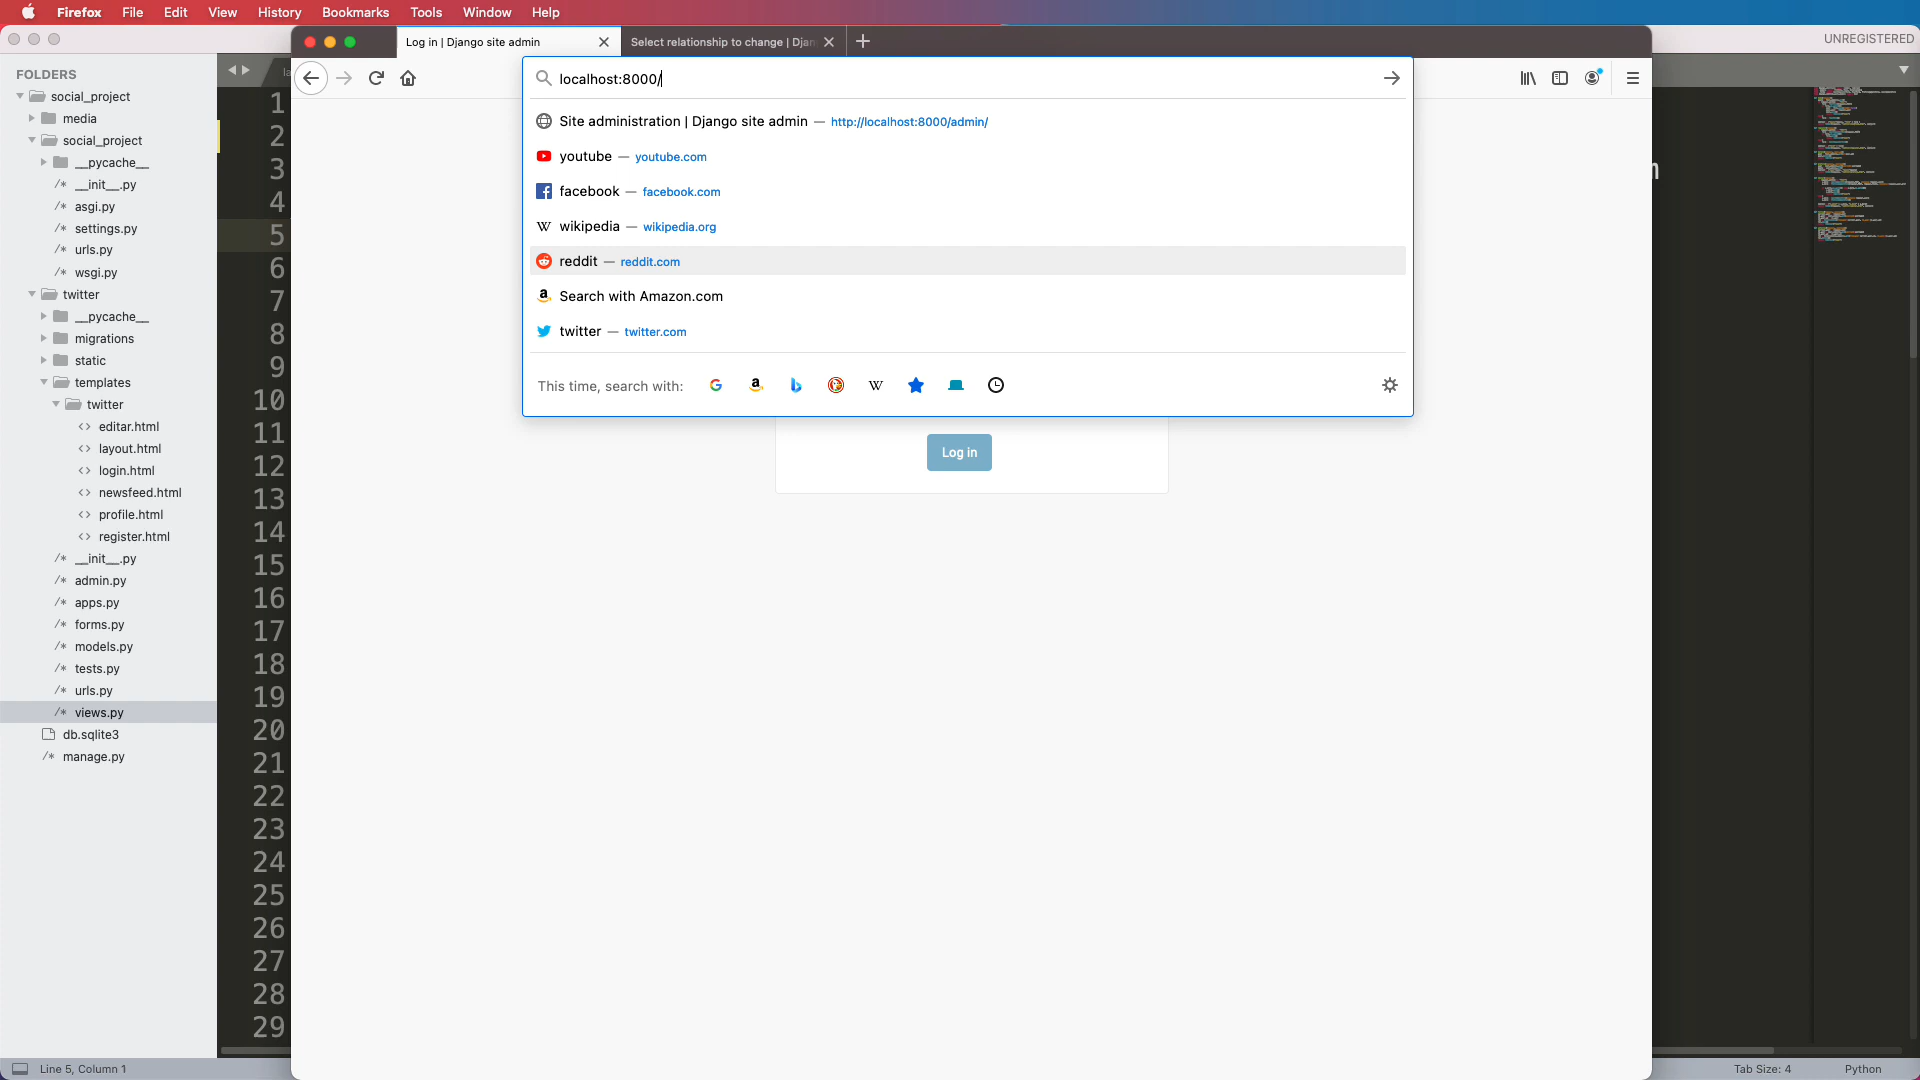 Firefox File Edit View History Bookmarks Tools Window Help
UNREGISTERED
Log in | Django site admin
Select relationship to change | Djan
localhost:8000/
Site administration | Django site admin — http://localhost:8000/admin/
youtube — youtube.com
facebook — facebook.com
wikipedia — wikipedia.org
reddit — reddit.com
Search with Amazon.com
twitter — twitter.com
This time, search with:
Log in
FOLDERS
social_project
media
social_project
__pycache__
__init__.py
asgi.py
settings.py
urls.py
wsgi.py
twitter
__pycache__
migrations
static
templates
twitter
editar.html
layout.html
login.html
newsfeed.html
profile.html
register.html
__init__.py
admin.py
apps.py
forms.py
models.py
tests.py
urls.py
views.py
db.sqlite3
manage.py
1
2
3
4
5
6
7
8
9
10
11
12
13
14
15
16
17
18
19
20
21
22
23
24
25
26
27
28
29
Line 5, Column 1
Tab Size: 4
Python